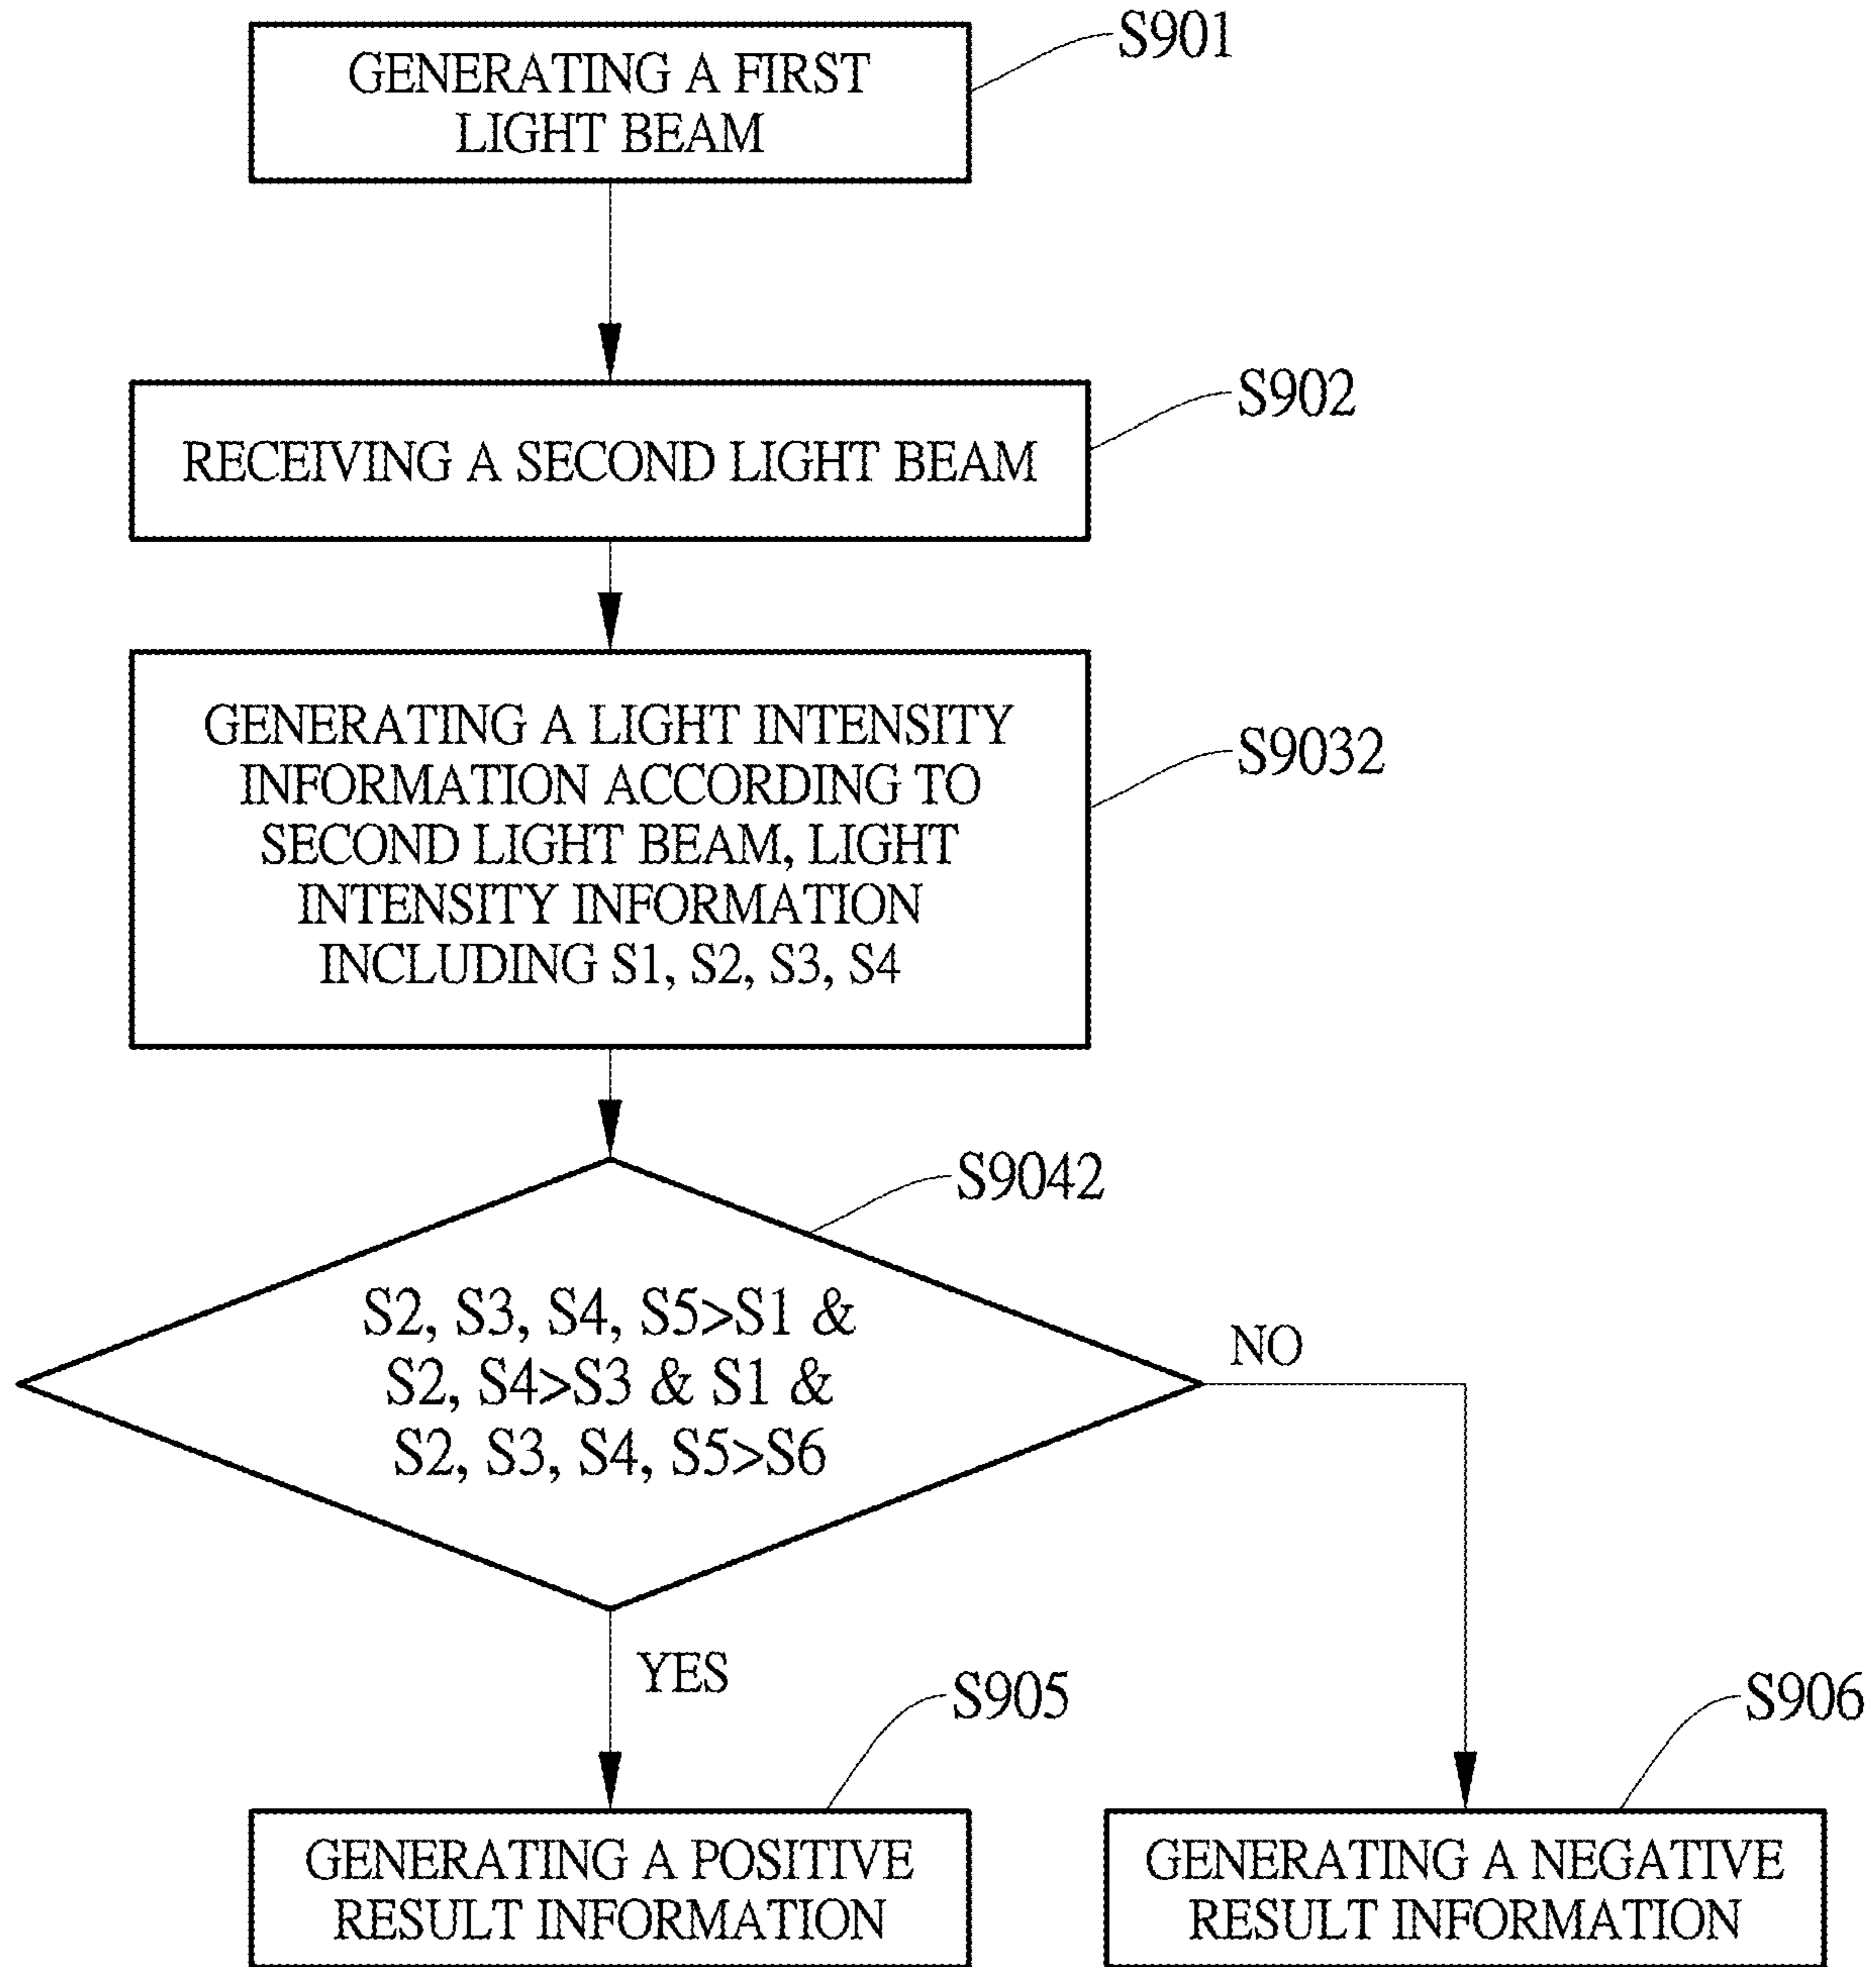 GENERATING A FIRST
LIGHT BEAM
S901
RECEIVING A SECOND LIGHT BEAM
S902
GENERATING A LIGHT INTENSITY
INFORMATION ACCORDING TO
SECOND LIGHT BEAM, LIGHT
INTENSITY INFORMATION
INCLUDING S1, S2, S3, S4
S9032
S9042
S2, S3, S4, S5>S1 &
S2, S4>S3 & S1 &
S2, S3, S4, S5>S6
NO
YES
S905
S906
GENERATING A POSITIVE
RESULT INFORMATION
GENERATING A NEGATIVE
RESULT INFORMATION